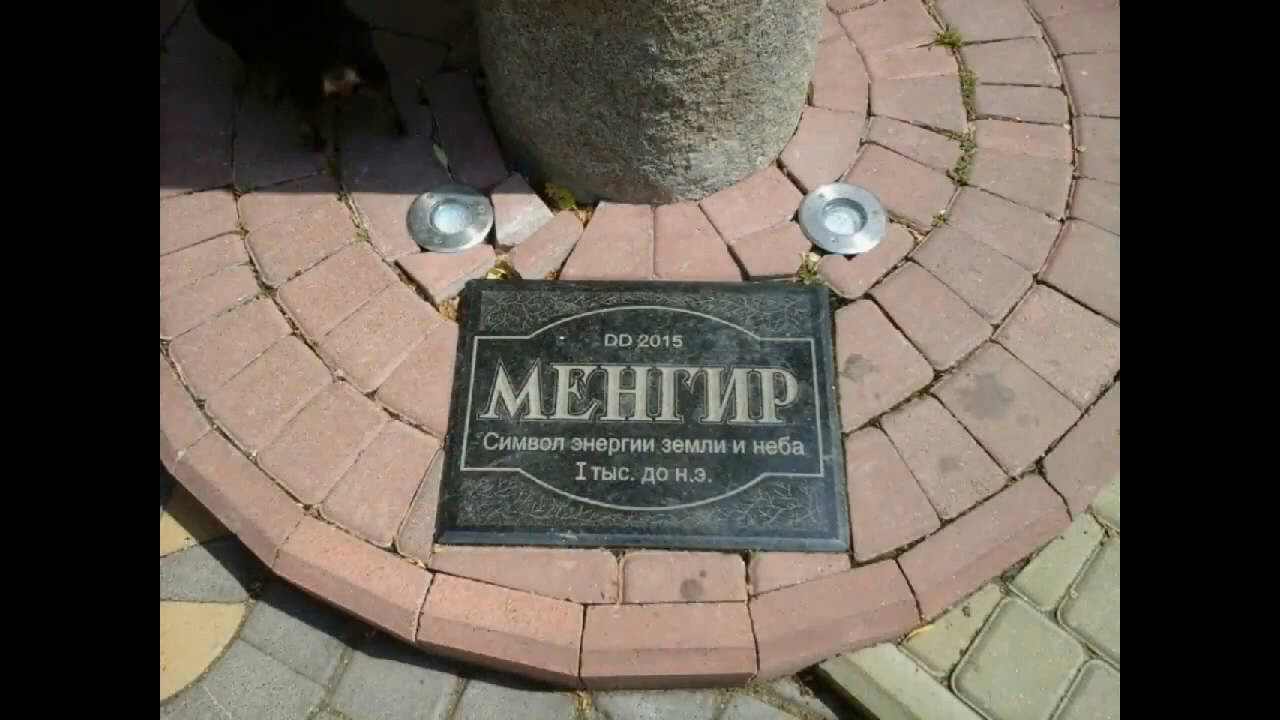 DD 2015
МЕНГИР
Символ энергии земли и неба
I тыс. до н.э.